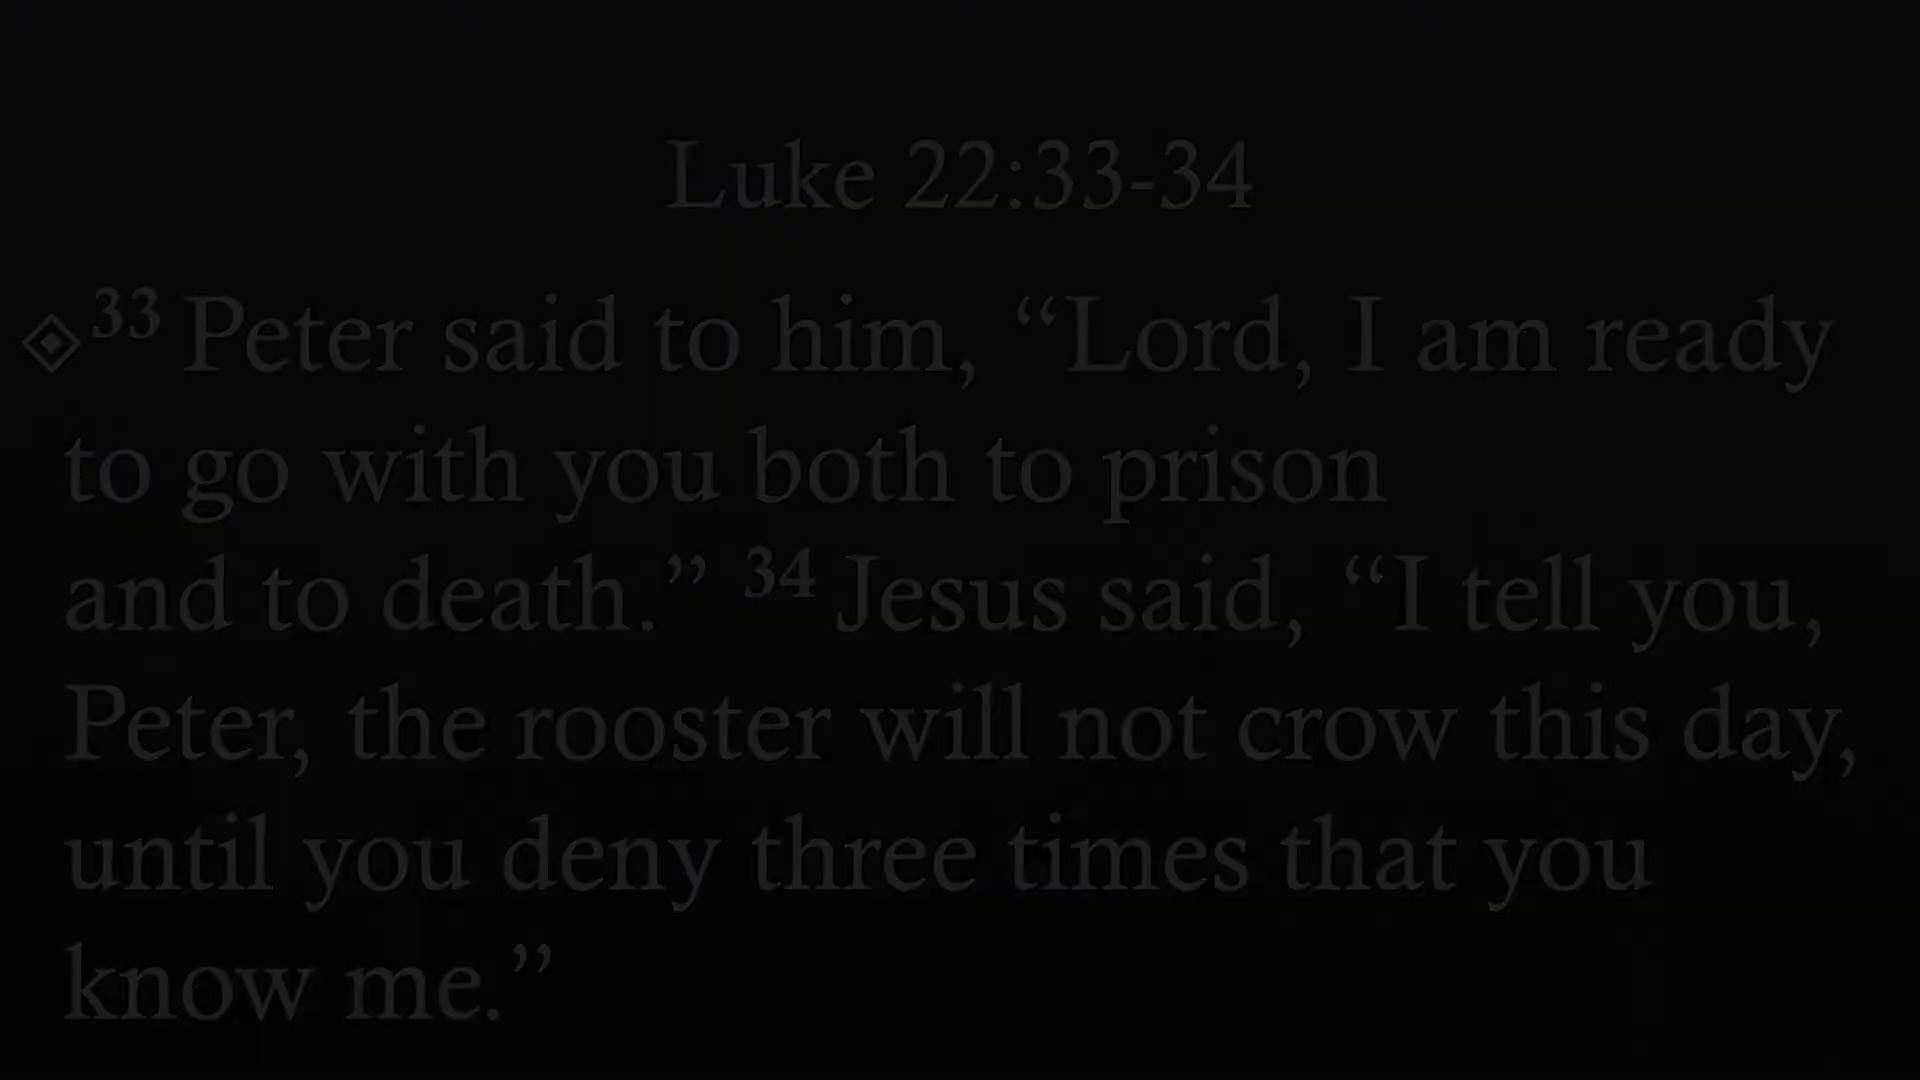 Luke 22:33-34
33 Peter said to him, “Lord, I am ready
to go with you both to prison
and to death.” 34 Jesus said, “I tell you,
Peter, the rooster will not crow this day,
until you deny three times that you
know me.”